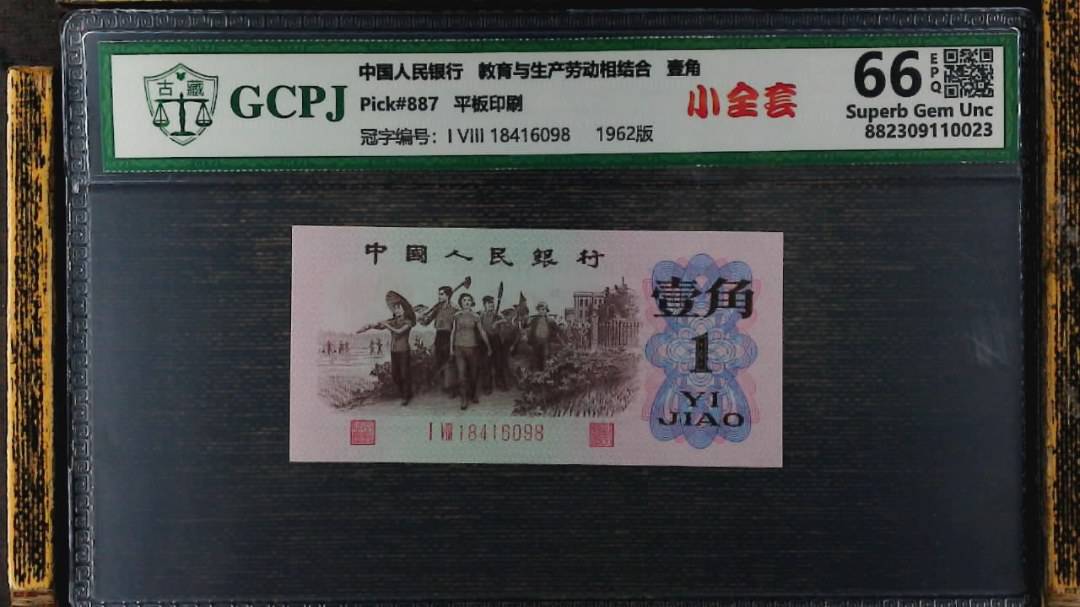 古 藏
GCPJ
中国人民银行 教育与生产劳动相结合 壹角
Pick#887 平板印刷
冠字编号: I VIII 18416098 1962版
小全套
66
EPQ
Superb Gem Unc
882309110023
中國人民銀行
壹角
1
YI
JIAO
I VIII 18416098